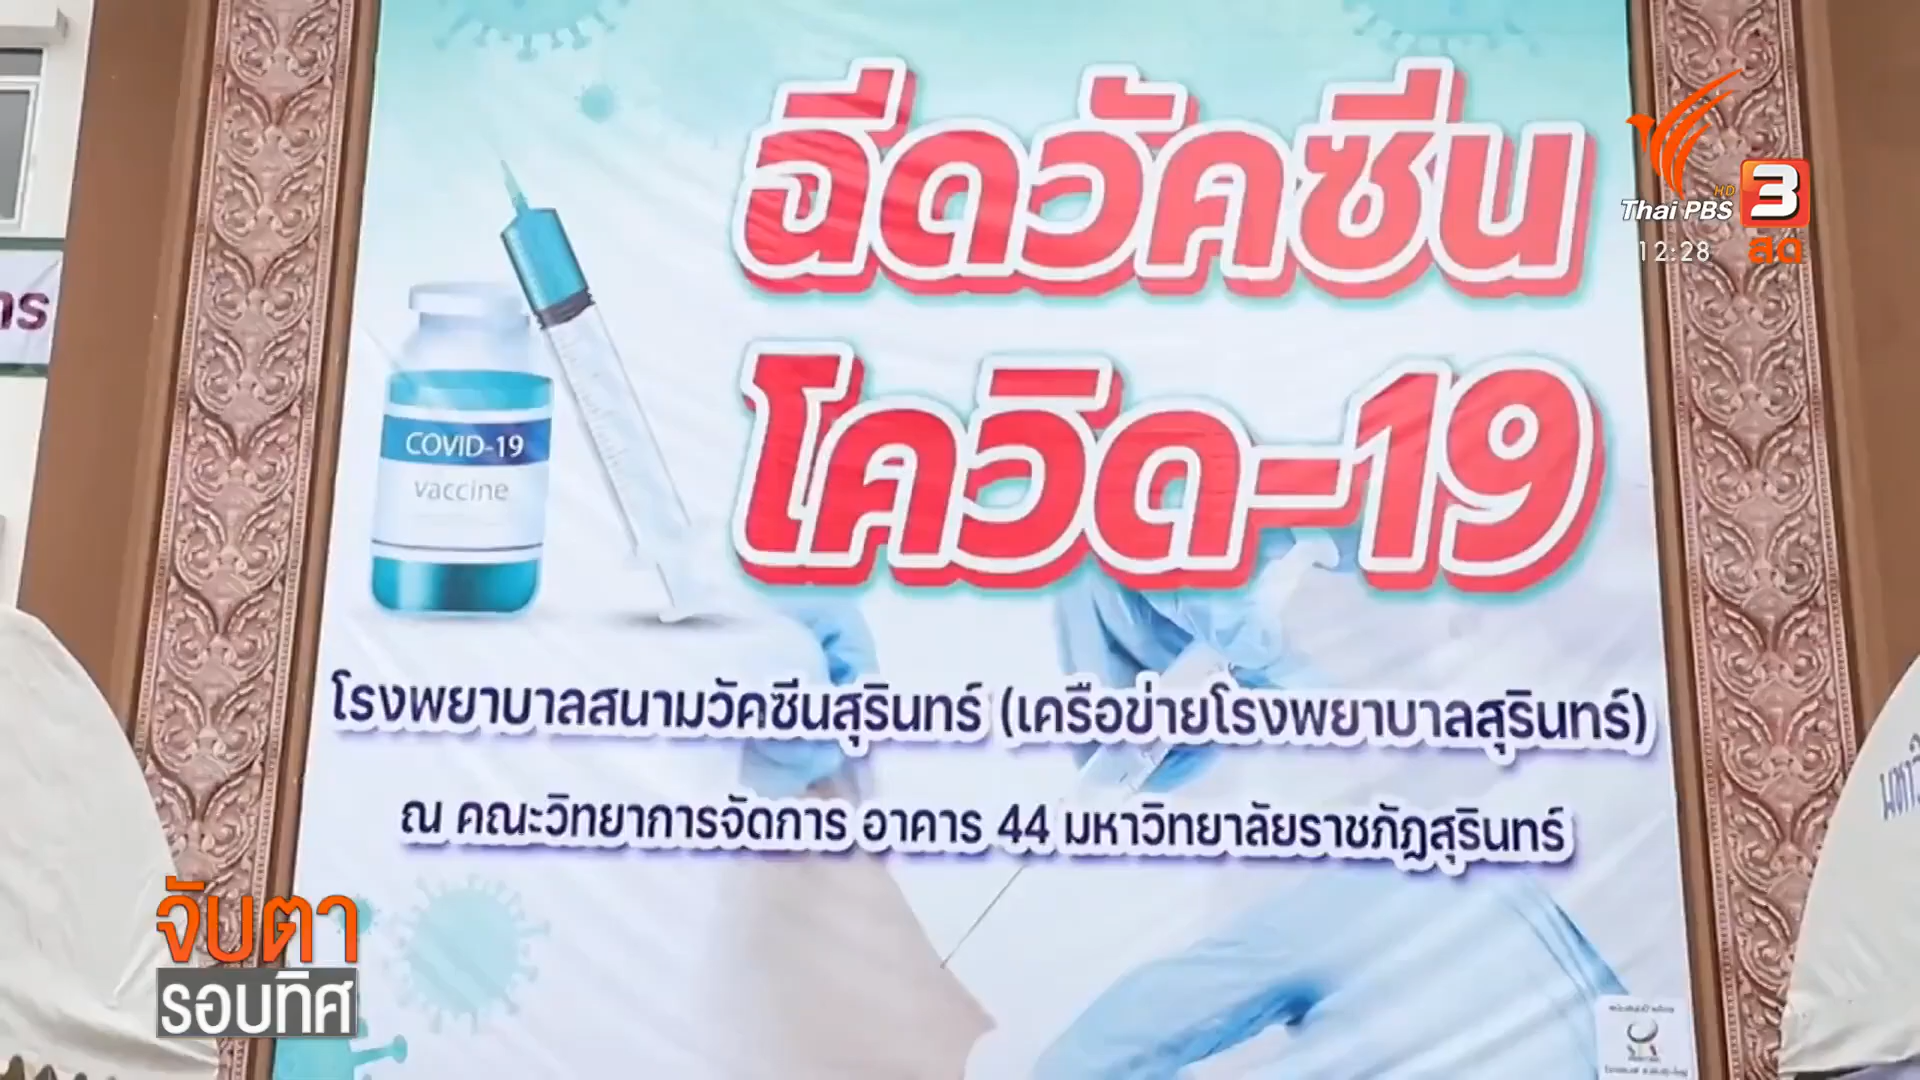 ฉีดวัคซีน
โควิด-19
COVID-19
vaccine
โรงพยาบาลสนามวัคซีนสุรินทร์ (เครือข่ายโรงพยาบาลสุรินทร์)
ณ คณะวิทยาการจัดการ อาคาร 44 มหาวิทยาลัยราชภัฏสุรินทร์
HD
Thai PBS 3
12:28 สด
จับตา
รอบทิศ